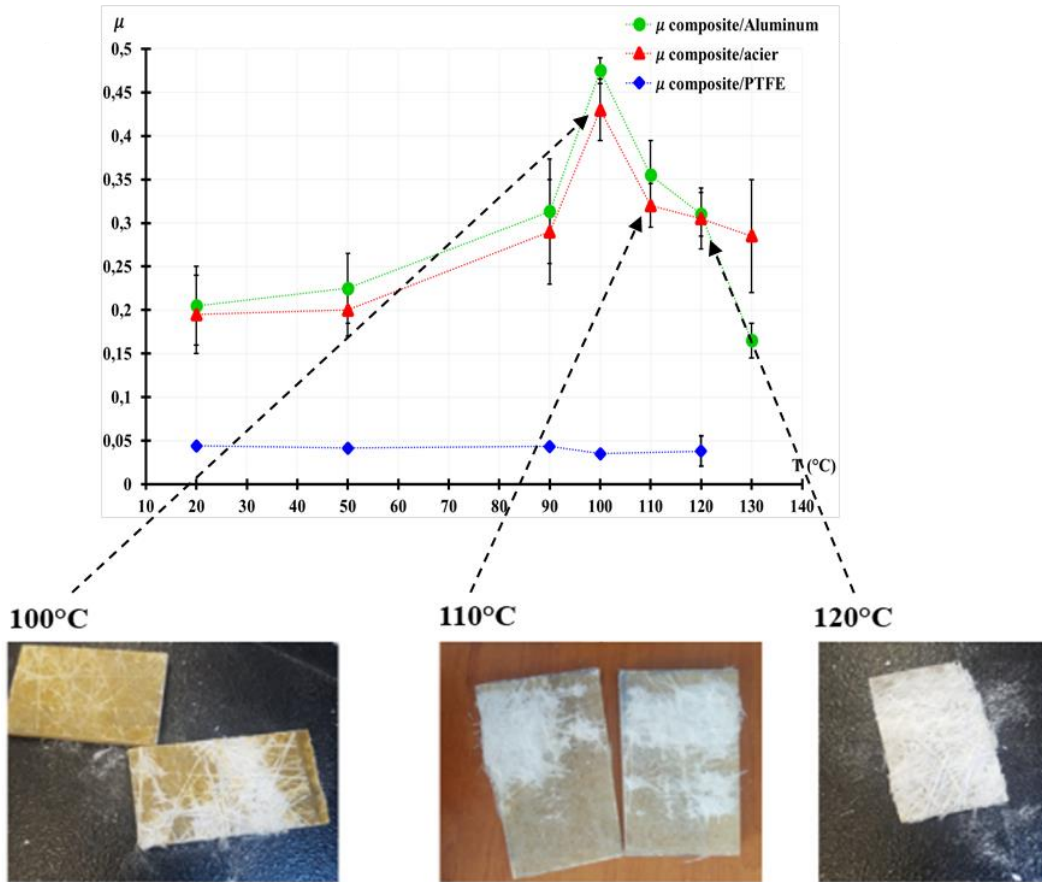 μ
μ composite/Aluminum
μ composite/acier
μ composite/PTFE
0,5
0,45
0,4
0,35
0,3
0,25
0,2
0,15
0,1
0,05
0
T (°C)
10 20 30 40 50 60 70 80 90 100 110 120 130 140
100°C 110°C 120°C